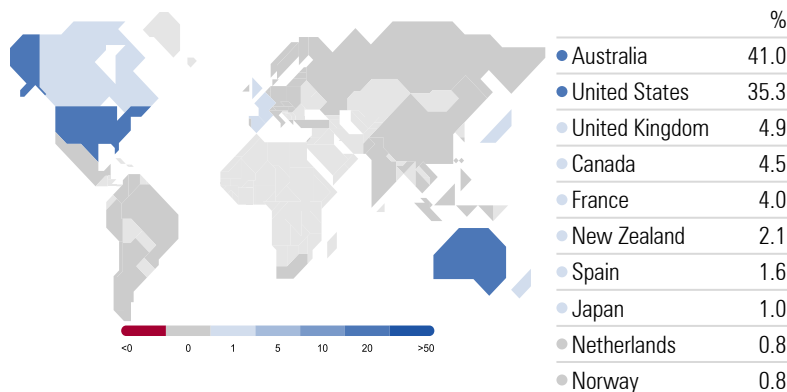 %
Australia 41.0
United States 35.3
United Kingdom 4.9
Canada 4.5
France 4.0
New Zealand 2.1
Spain 1.6
Japan 1.0
Netherlands 0.8
Norway 0.8
<0 0 1 5 10 20 >50